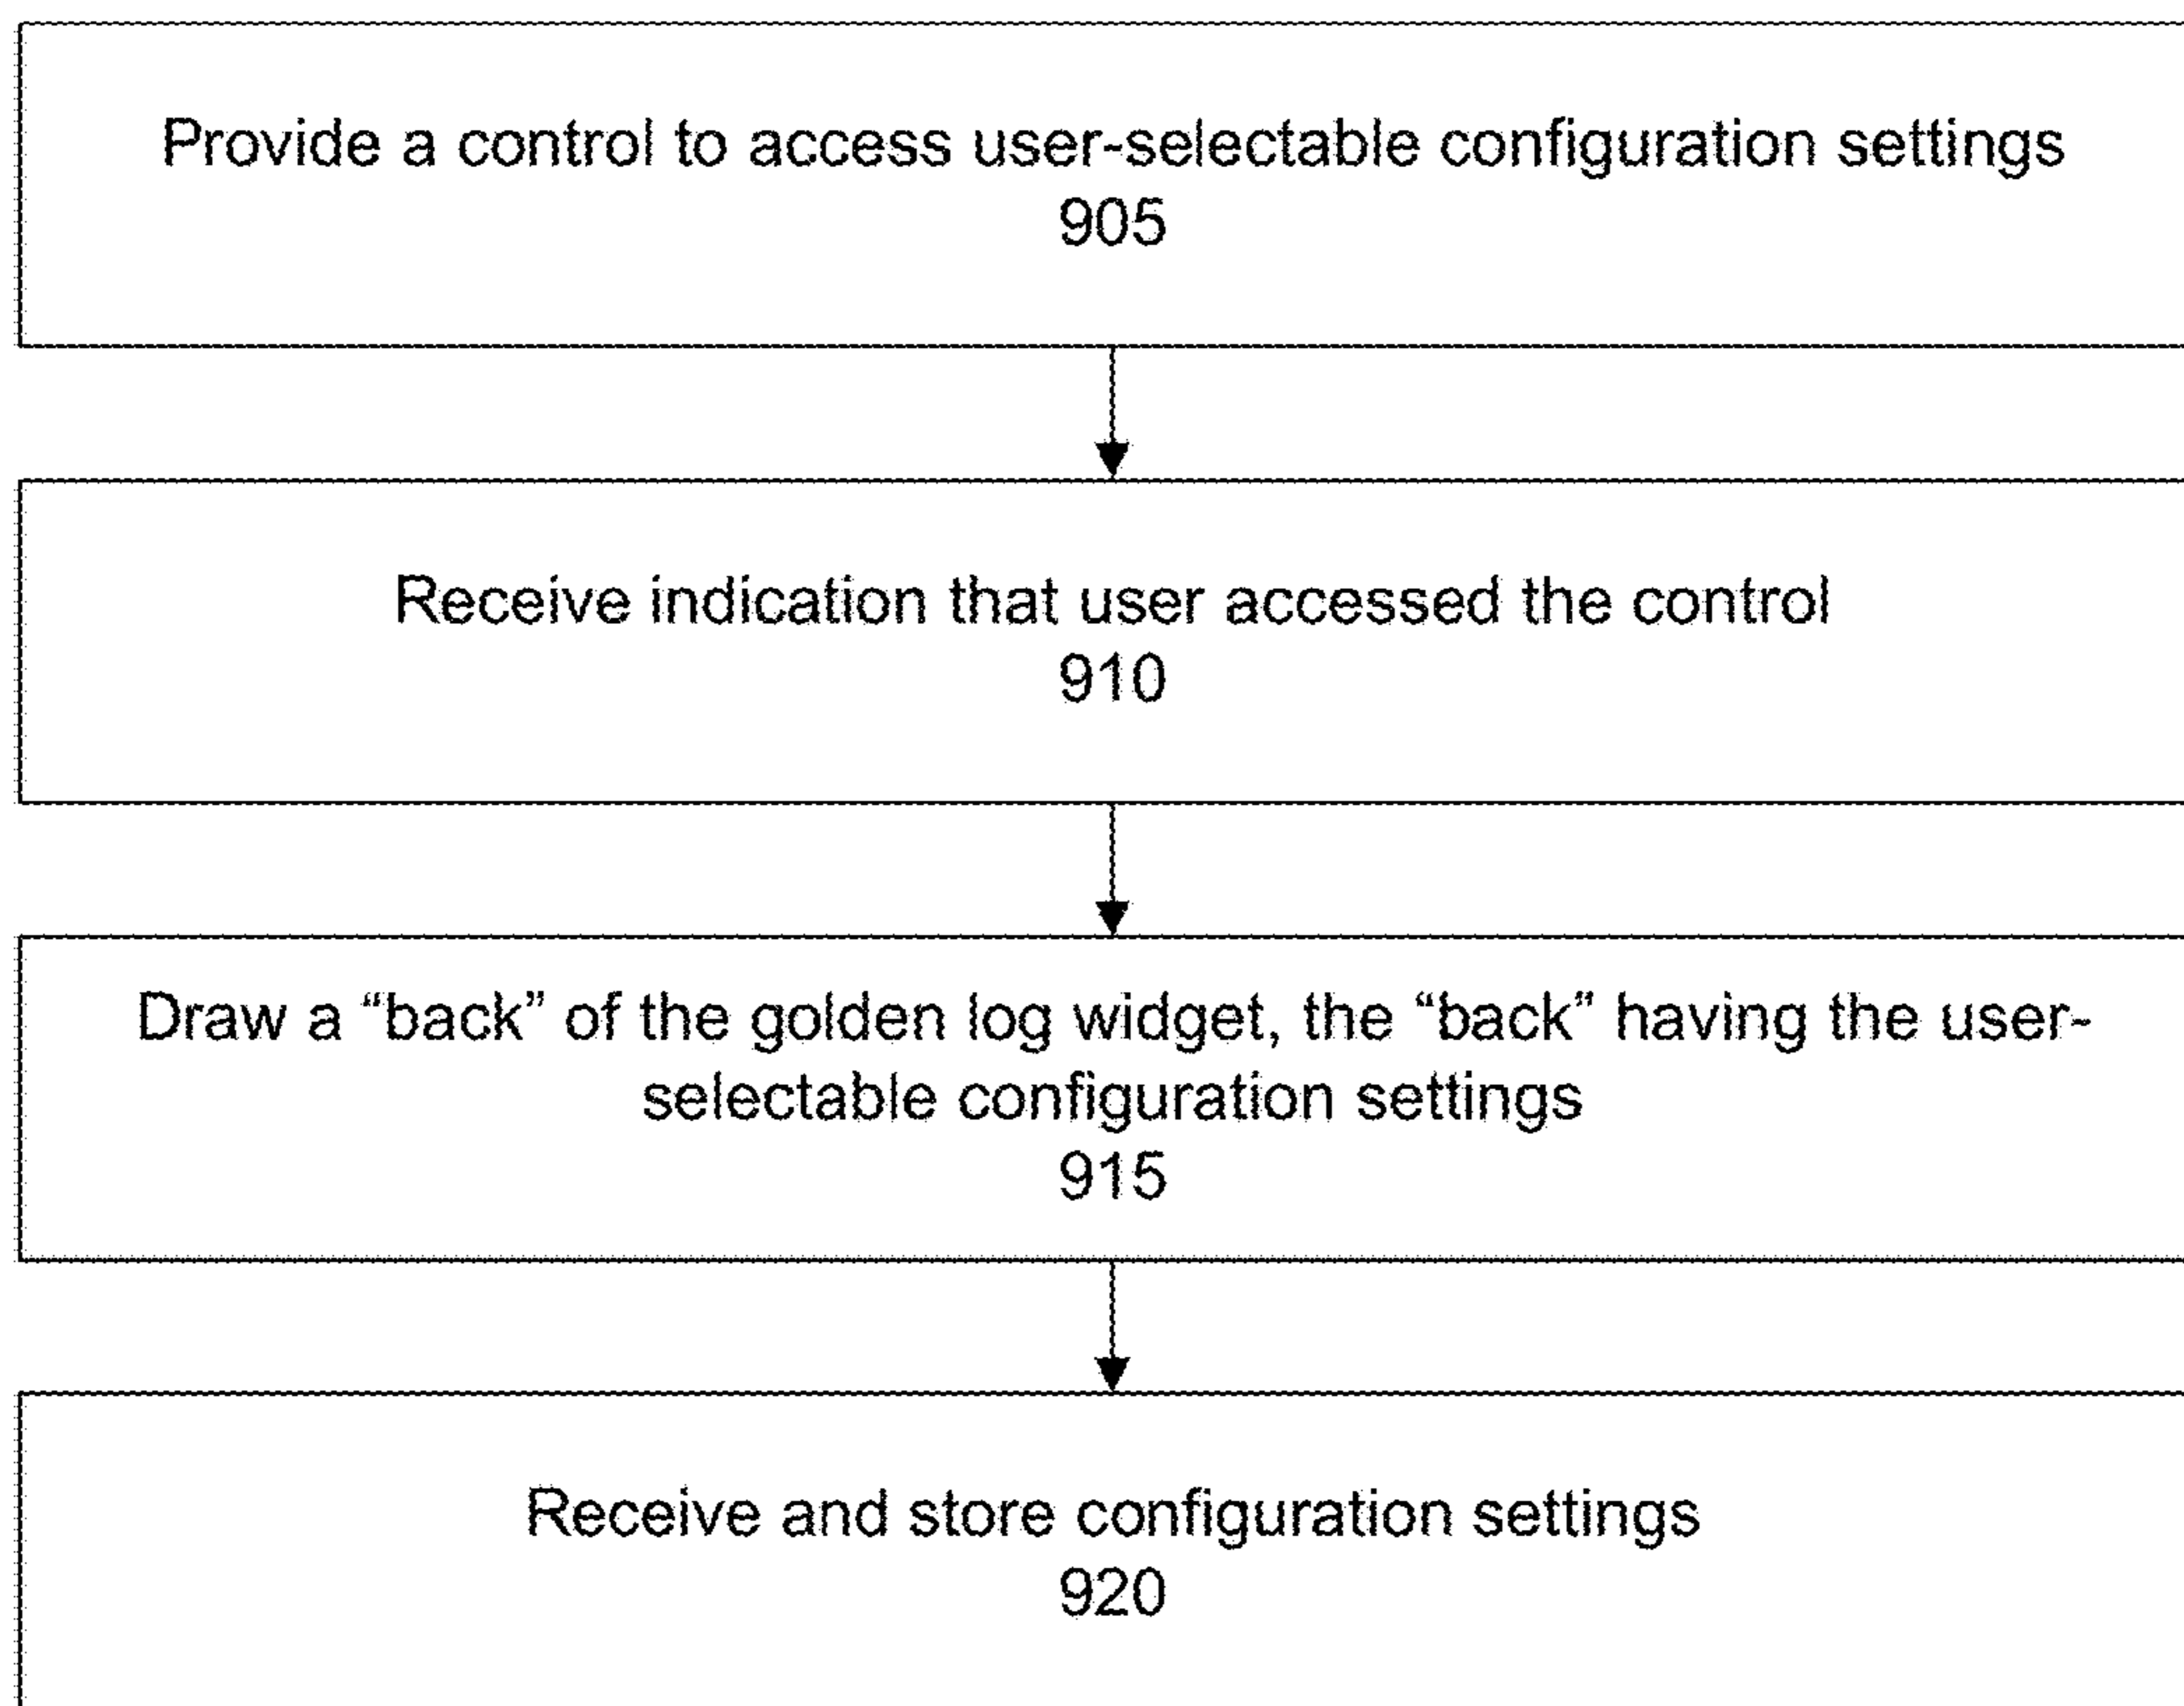 Provide a control to access user-selectable configuration settings
905
Receive indication that user accessed the control
910
Draw a “back” of the golden log widget, the “back” having the user-
selectable configuration settings
915
Receive and store configuration settings
920